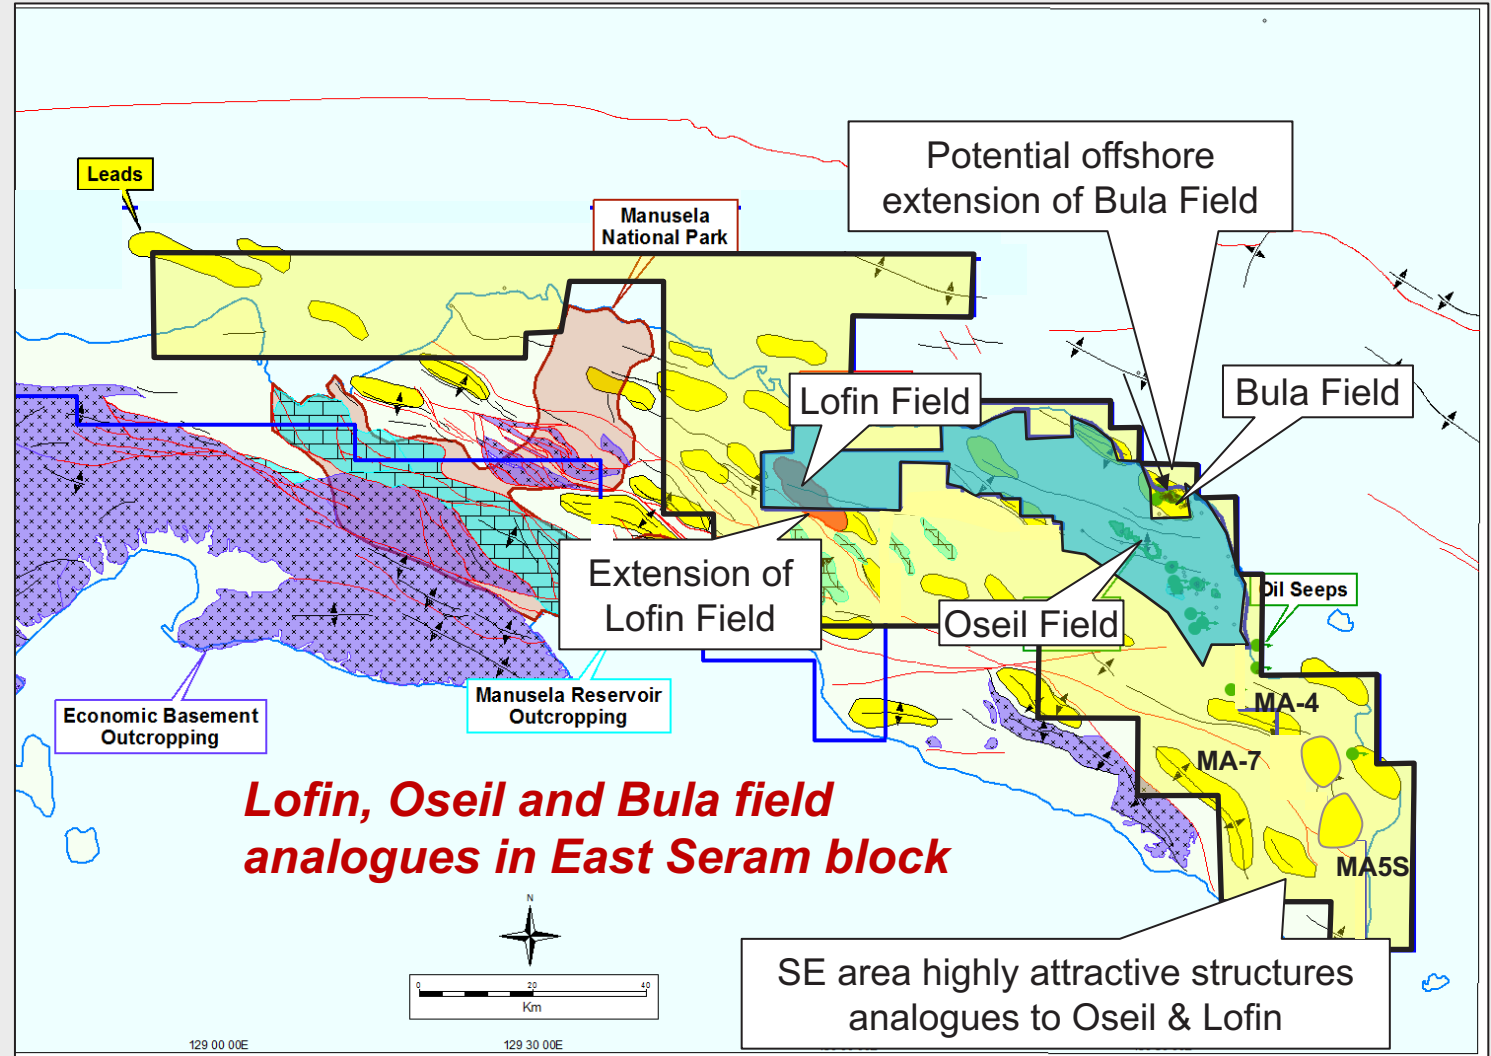 Potential offshore
extension of Bula Field
Leads
Manusela
National Park
Lofin Field
Bula Field
Extension of
Lofin Field
Oseil Field
Oil Seeps
Manusela Reservoir
Outcropping
Economic Basement
Outcropping
MA-4
MA-7
MA5S
Lofin, Oseil and Bula field
analogues in East Seram block
N
0 20 40
Km
SE area highly attractive structures
analogues to Oseil & Lofin
129 00 00E
129 30 00E